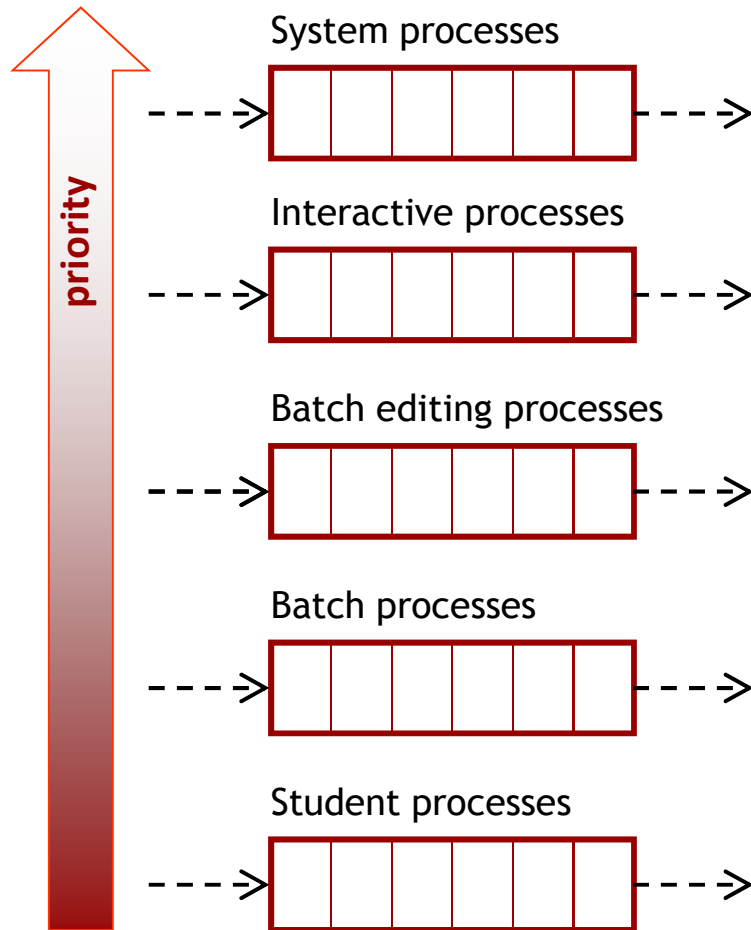 System processes
priority
Interactive processes
Batch editing processes
Batch processes
Student processes